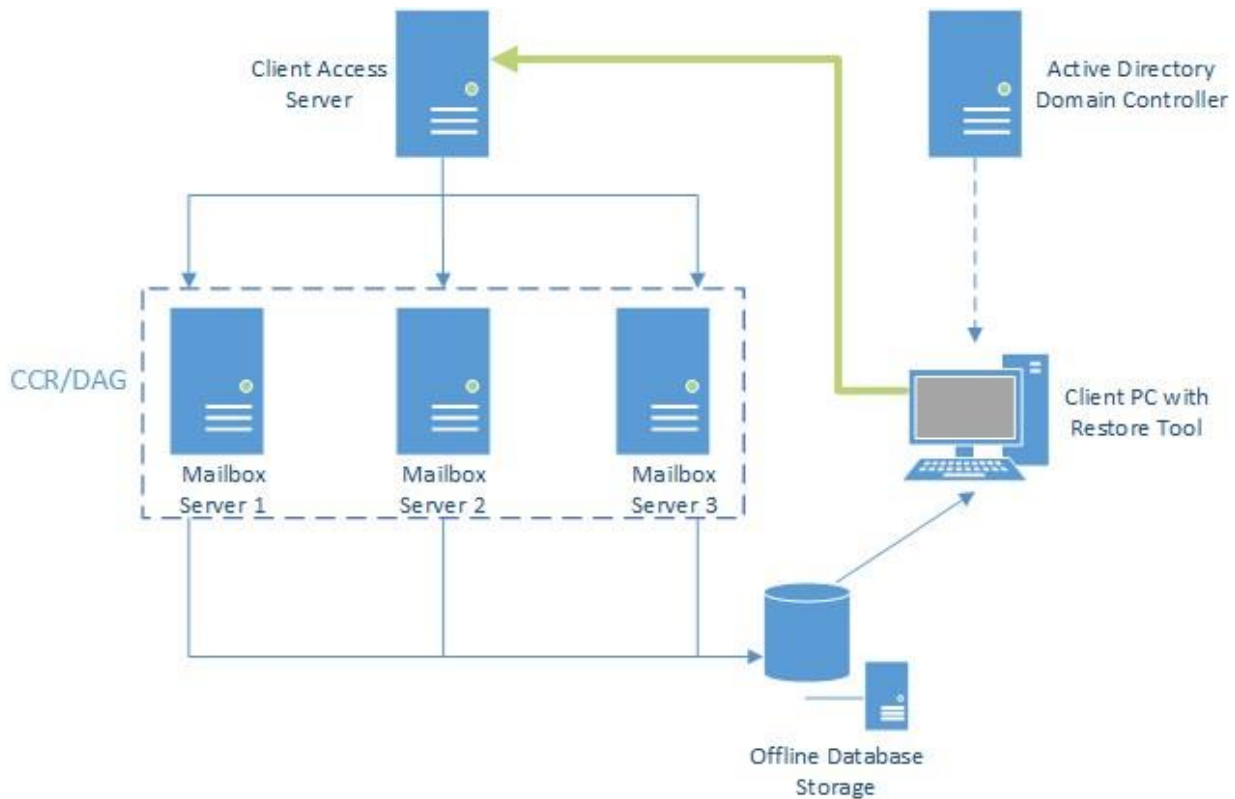 Client Access
Server
Active Directory
Domain Controller
CCR/DAG
Mailbox
Server 1
Mailbox
Server 2
Mailbox
Server 3
Client PC with
Restore Tool
Offline Database
Storage